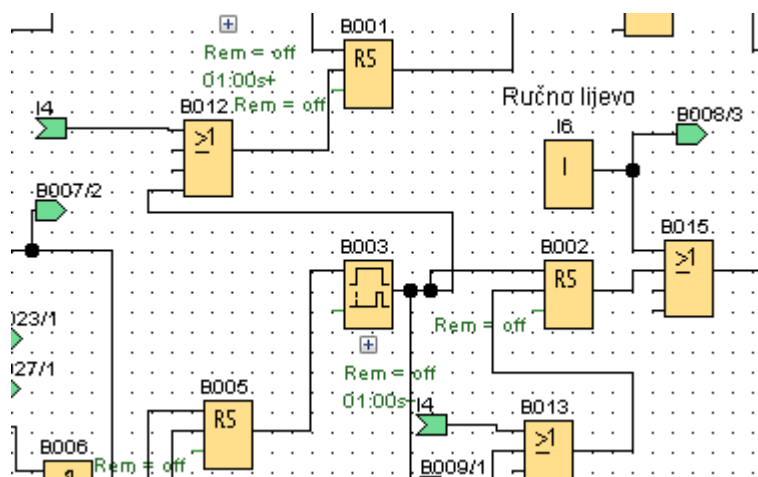 B001
Rem = off
RS
01:00s+
B012
Rem = off
I4
≥1
Ručno lijevo
I6
I
B008/3
B007/2
B015
≥1
B003
B002
RS
Rem = off
023/1
Rem = off
027/1
01:00s+
B005
RS
I4
B013
≥1
B006
Rem = off
B009/1